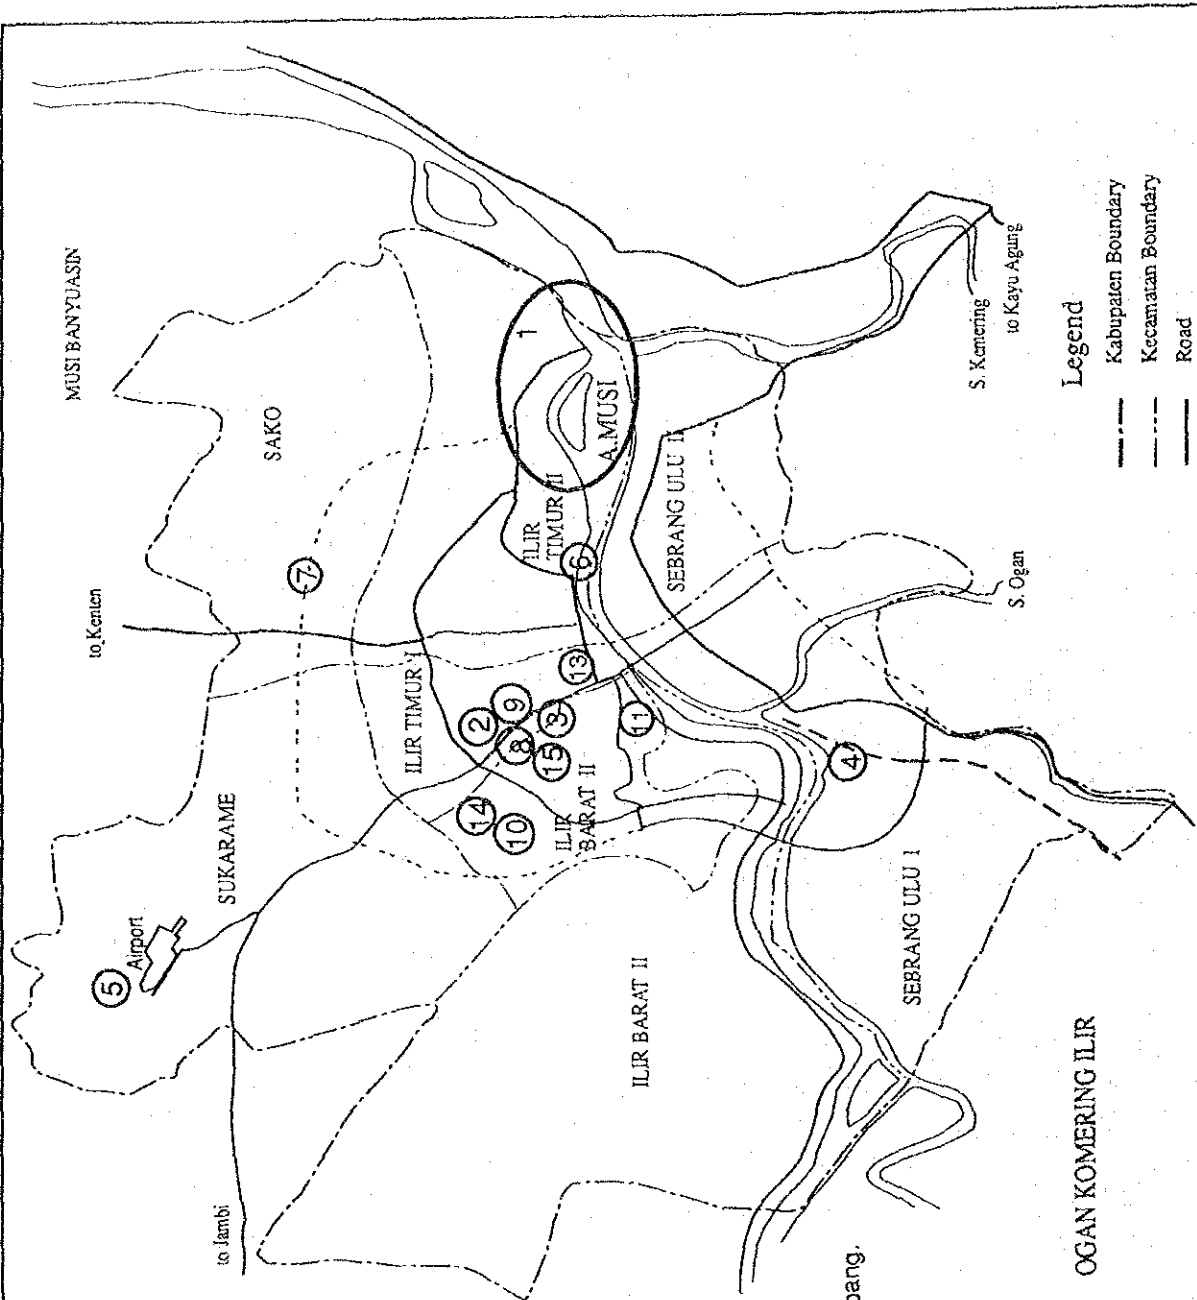 MUSI BANYUASIN
to Kenten
SAKO
7
SUKARAME
5
Airport
to Jambi
ILIR TIMUR I
ILIR
TIMUR II
1
A.MUSI
6
13
2
9
8
3
15
14
10
11
ILIR
BARAT II
SEBRANG ULU II
4
ILIR BARAT II
SEBRANG ULU I
S. Ogan
S. Kemering
to Kayu Agung
OGAN KOMERING ILIR
Legend
Kabupaten Boundary
Kecamatan Boundary
Road